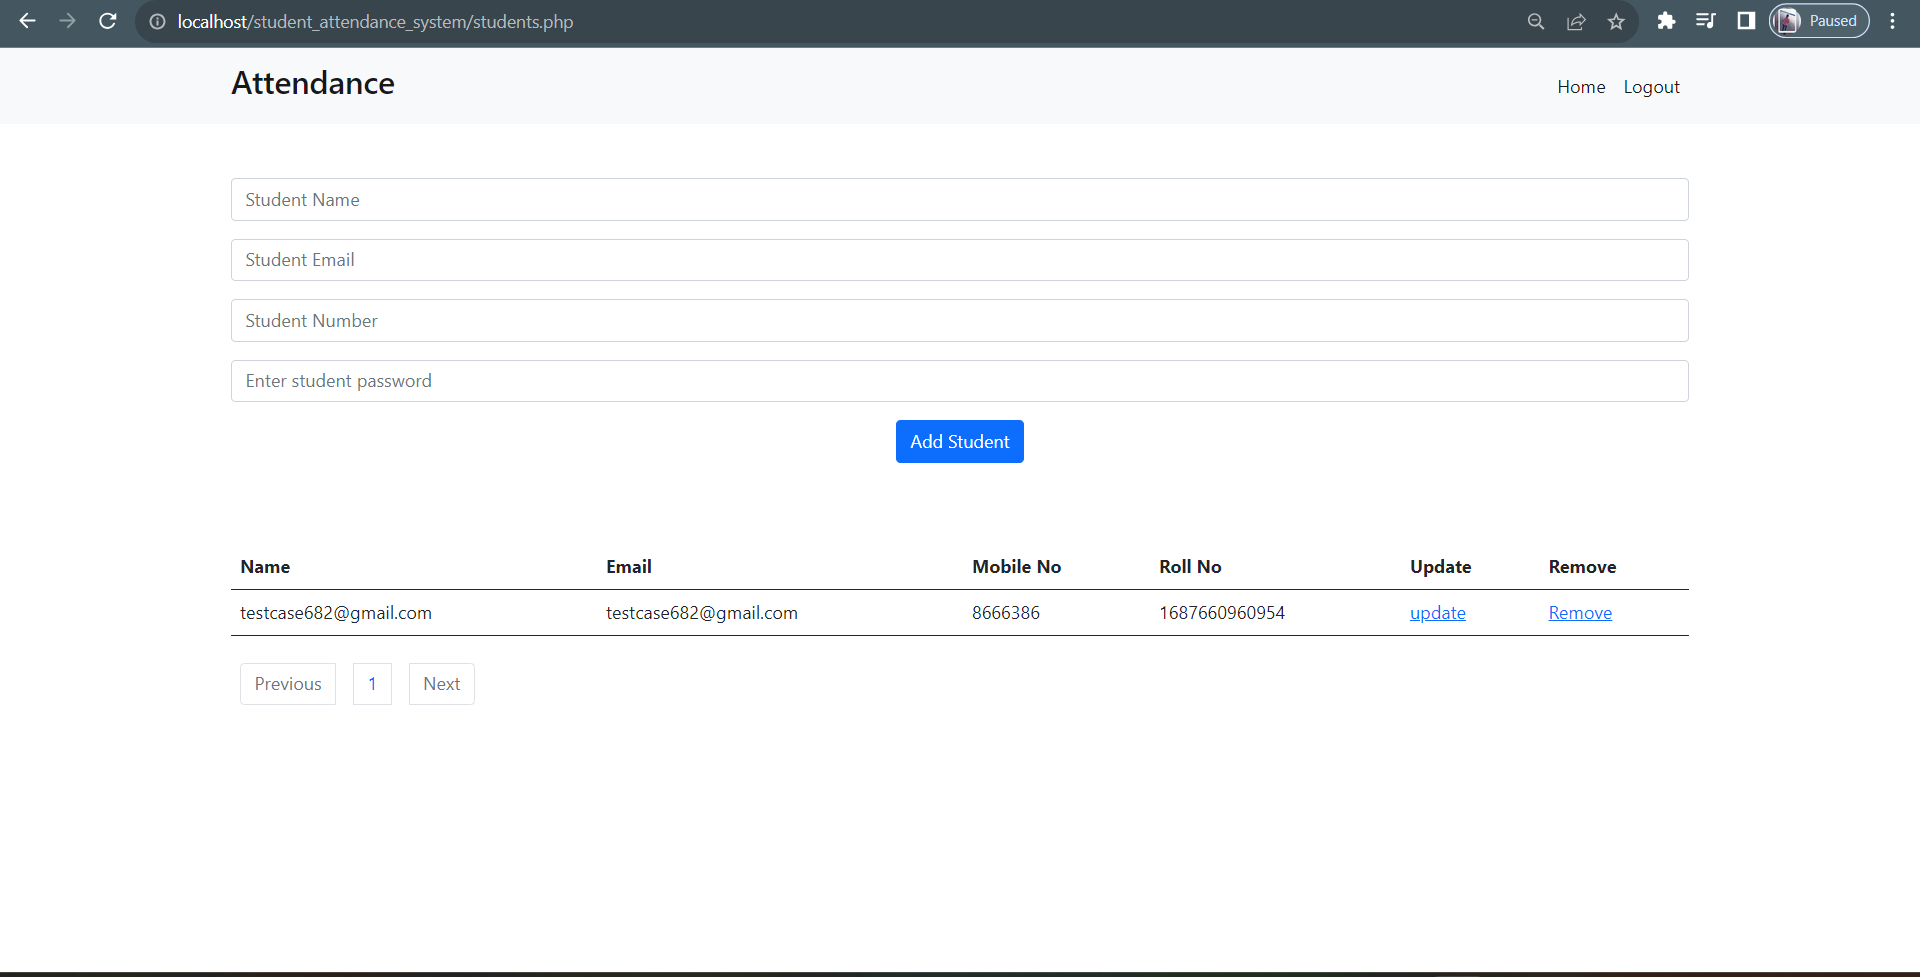 localhost/student_attendance_system/students.php Paused
Attendance Home Logout
Student Name
Student Email
Student Number
Enter student password
Add Student
Name Email Mobile No Roll No Update Remove
testcase682@gmail.com testcase682@gmail.com 8666386 1687660960954 update Remove
Previous 1 Next